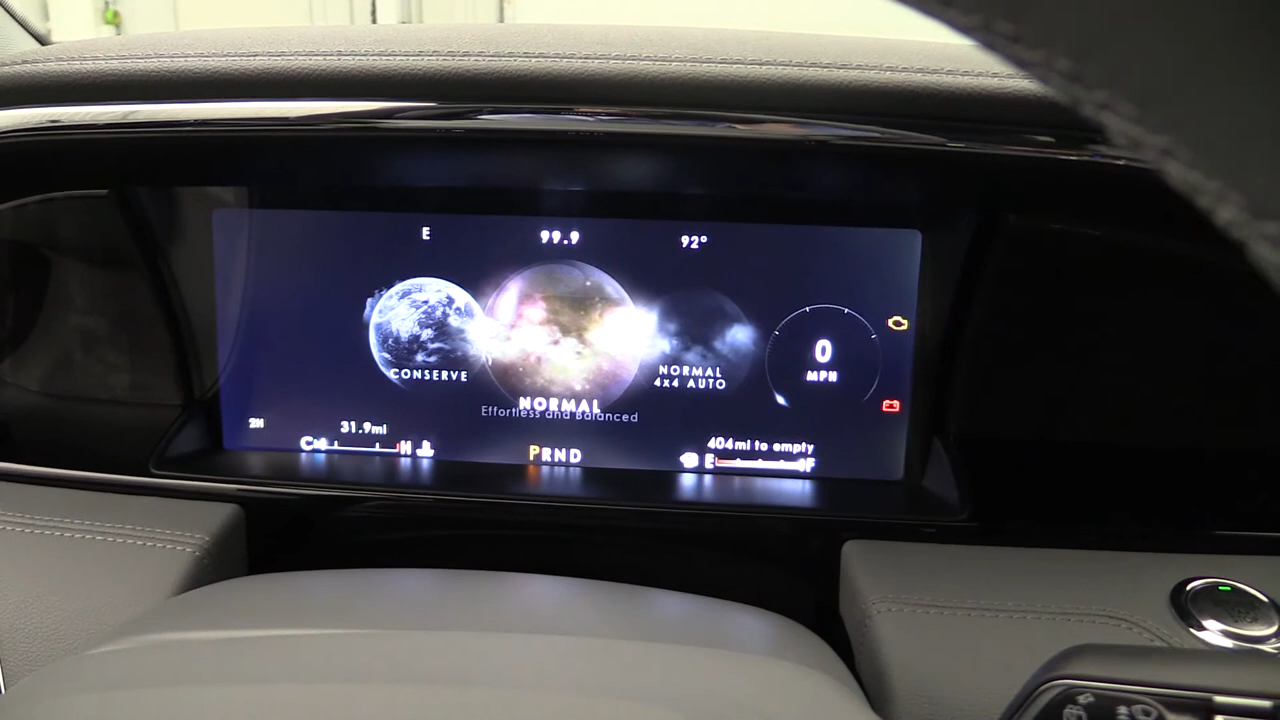 E 99.9 92°
CONSERVE
NORMAL
4x4 AUTO
NORMAL
Effortless and Balanced
0
MPH
2H
31.9mi
C H
PRND
404mi to empty
E F